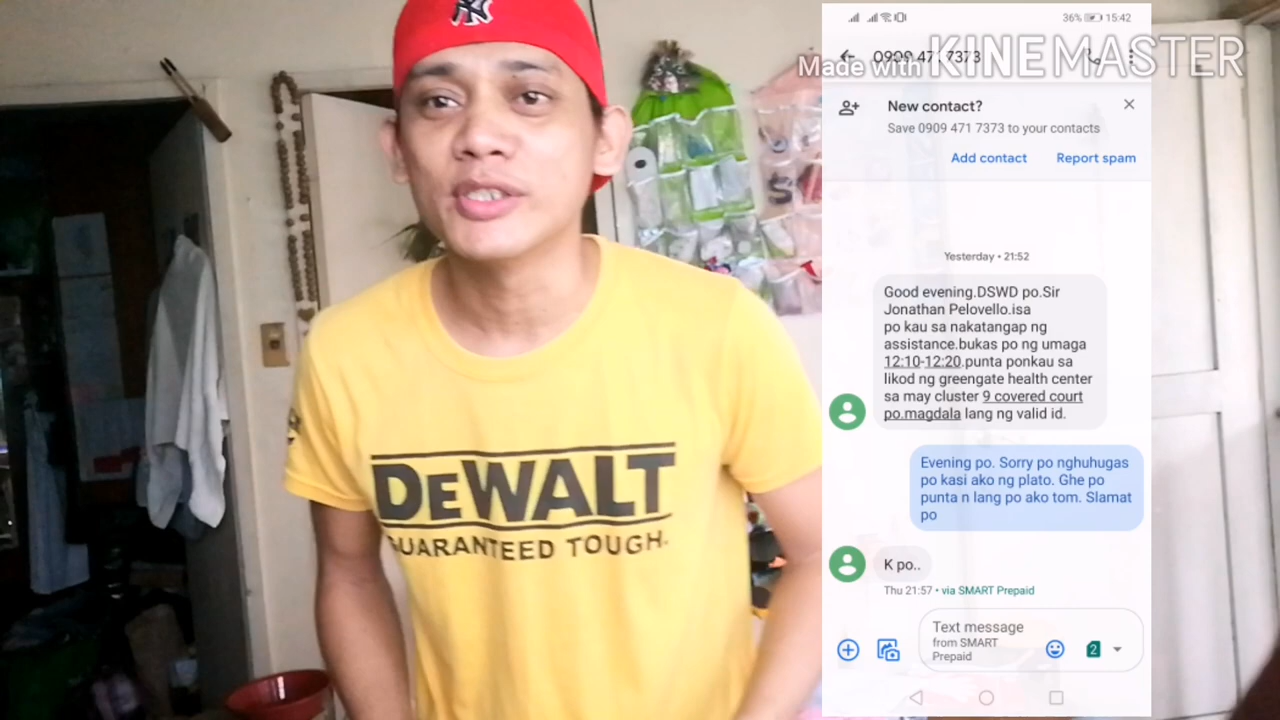 NY
DEWALT
GUARANTEED TOUGH.
36% 15:42
0909 471 7373
Made with KINEMASTER
New contact?
Save 0909 471 7373 to your contacts
Add contact Report spam
Yesterday • 21:52
Good evening.DSWD po.Sir
Jonathan Pelovello.isa
po kau sa nakatangap ng
assistance.bukas po ng umaga
12:10-12:20.punta ponkau sa
likod ng greengate health center
sa may cluster 9 covered court
po.magdala lang ng valid id.
Evening po. Sorry po nghuhugas
po kasi ako ng plato. Ghe po
punta n lang po ako tom. Slamat
po
K po..
Thu 21:57 • via SMART Prepaid
Text message
from SMART
Prepaid
2